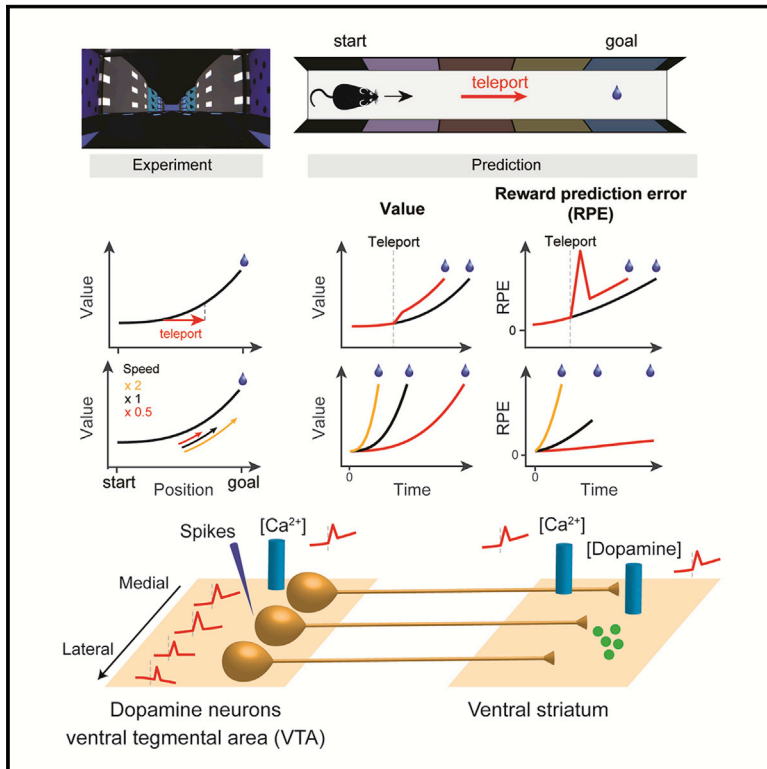 start
goal
teleport
Experiment
Prediction
Value
Reward prediction error
(RPE)
Value
teleport
Teleport
Value
Teleport
RPE
0
Value
Speed
x 2
x 1
x 0.5
start
goal
Position
Value
0
Time
RPE
0
0
Time
Spikes
[Ca²⁺]
[Ca²⁺]
[Dopamine]
Medial
Lateral
Dopamine neurons
ventral tegmental area (VTA)
Ventral striatum